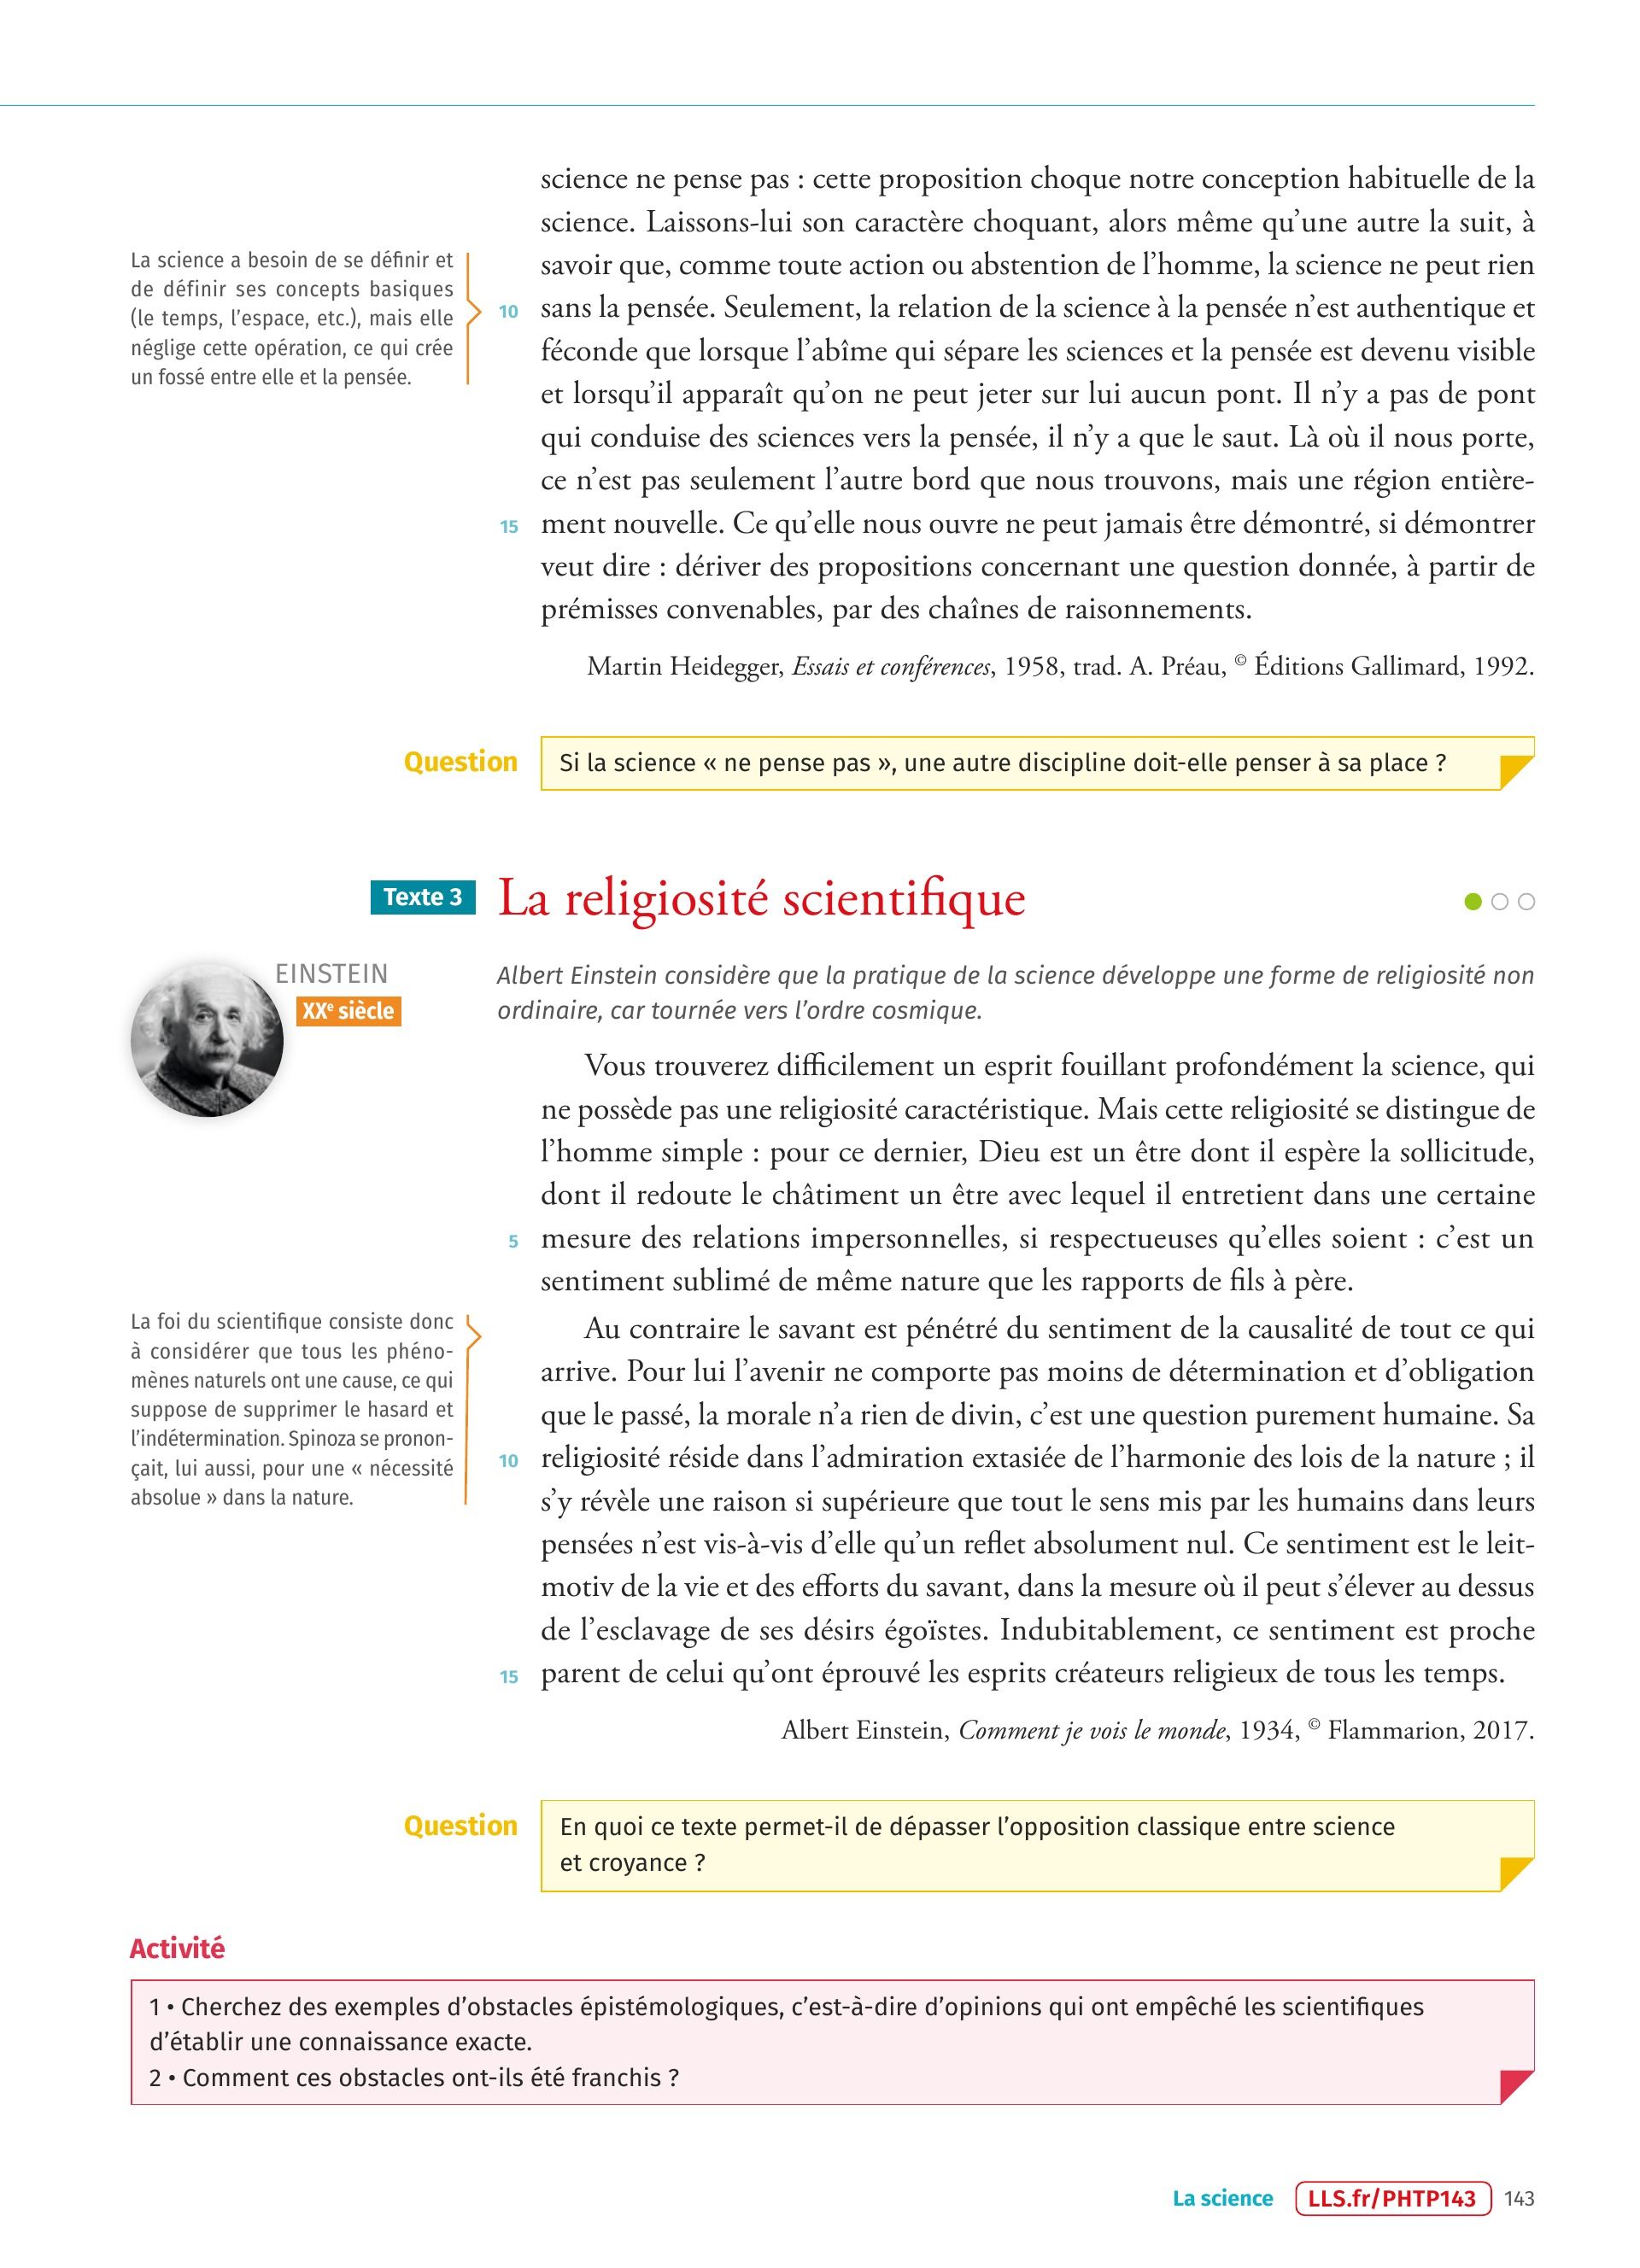 science ne pense pas : cette proposition choque notre conception habituelle de la
science. Laissons-lui son caractère choquant, alors même qu’une autre la suit, à
savoir que, comme toute action ou abstention de l’homme, la science ne peut rien
10 sans la pensée. Seulement, la relation de la science à la pensée n’est authentique et
féconde que lorsque l’abîme qui sépare les sciences et la pensée est devenu visible
et lorsqu’il apparaît qu’on ne peut jeter sur lui aucun pont. Il n’y a pas de pont
qui conduise des sciences vers la pensée, il n’y a que le saut. Là où il nous porte,
ce n’est pas seulement l’autre bord que nous trouvons, mais une région entière-
15 ment nouvelle. Ce qu’elle nous ouvre ne peut jamais être démontré, si démontrer
veut dire : dériver des propositions concernant une question donnée, à partir de
prémisses convenables, par des chaînes de raisonnements.
La science a besoin de se définir et
de définir ses concepts basiques
(le temps, l’espace, etc.), mais elle
néglige cette opération, ce qui crée
un fossé entre elle et la pensée.
Martin Heidegger, Essais et conférences, 1958, trad. A. Préau, © Éditions Gallimard, 1992.
Question
Si la science « ne pense pas », une autre discipline doit-elle penser à sa place ?
Texte 3
La religiosité scientifique
EINSTEIN
XXe siècle
Albert Einstein considère que la pratique de la science développe une forme de religiosité non
ordinaire, car tournée vers l’ordre cosmique.
Vous trouverez difficilement un esprit fouillant profondément la science, qui
ne possède pas une religiosité caractéristique. Mais cette religiosité se distingue de
l’homme simple : pour ce dernier, Dieu est un être dont il espère la sollicitude,
dont il redoute le châtiment un être avec lequel il entretient dans une certaine
5 mesure des relations impersonnelles, si respectueuses qu’elles soient : c’est un
sentiment sublimé de même nature que les rapports de fils à père.
Au contraire le savant est pénétré du sentiment de la causalité de tout ce qui
arrive. Pour lui l’avenir ne comporte pas moins de détermination et d’obligation
que le passé, la morale n’a rien de divin, c’est une question purement humaine. Sa
10 religiosité réside dans l’admiration extasiée de l’harmonie des lois de la nature ; il
s’y révèle une raison si supérieure que tout le sens mis par les humains dans leurs
pensées n’est vis-à-vis d’elle qu’un reflet absolument nul. Ce sentiment est le leit-
motiv de la vie et des efforts du savant, dans la mesure où il peut s’élever au dessus
de l’esclavage de ses désirs égoïstes. Indubitablement, ce sentiment est proche
15 parent de celui qu’ont éprouvé les esprits créateurs religieux de tous les temps.
La foi du scientifique consiste donc
à considérer que tous les phéno-
mènes naturels ont une cause, ce qui
suppose de supprimer le hasard et
l’indétermination. Spinoza se pronon-
çait, lui aussi, pour une « nécessité
absolue » dans la nature.
Albert Einstein, Comment je vois le monde, 1934, © Flammarion, 2017.
Question
En quoi ce texte permet-il de dépasser l’opposition classique entre science
et croyance ?
Activité
1 • Cherchez des exemples d’obstacles épistémologiques, c’est-à-dire d’opinions qui ont empêché les scientifiques
d’établir une connaissance exacte.
2 • Comment ces obstacles ont-ils été franchis ?
La science LLS.fr/PHTP143 143